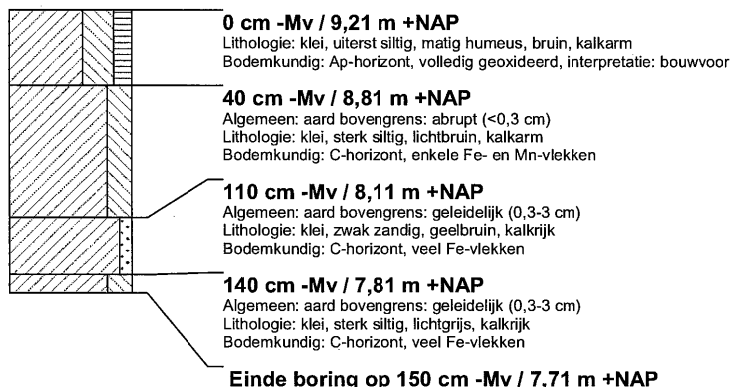 0 cm -Mv / 9,21 m +NAP
Lithologie: klei, uiterst siltig, matig humeus, bruin, kalkarm
Bodemkundig: Ap-horizont, volledig geoxideerd, interpretatie: bouwvoor
40 cm -Mv / 8,81 m +NAP
Algemeen: aard bovengrens: abrupt (<0,3 cm)
Lithologie: klei, sterk siltig, lichtbruin, kalkarm
Bodemkundig: C-horizont, enkele Fe- en Mn-vlekken
110 cm -Mv / 8,11 m +NAP
Algemeen: aard bovengrens: geleidelijk (0,3-3 cm)
Lithologie: klei, zwak zandig, geelbruin, kalkrijk
Bodemkundig: C-horizont, veel Fe-vlekken
140 cm -Mv / 7,81 m +NAP
Algemeen: aard bovengrens: geleidelijk (0,3-3 cm)
Lithologie: klei, sterk siltig, lichtgrijs, kalkrijk
Bodemkundig: C-horizont, veel Fe-vlekken
Einde boring op 150 cm -Mv / 7,71 m +NAP